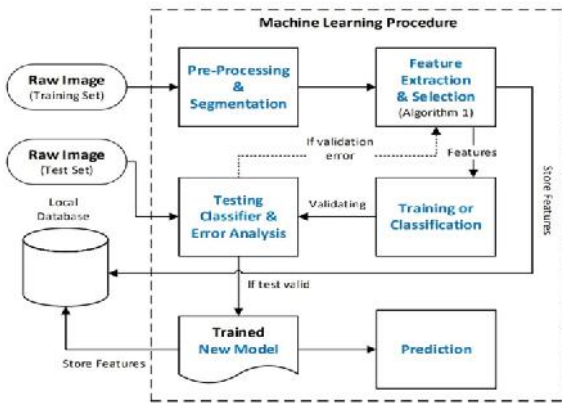 Machine Learning Procedure
Raw Image
(Training Set)
Pre-Processing
&
Segmentation
Feature
Extraction
& Selection
(Algorithm 1)
If validation
error
Features
Store Features
Raw Image
(Test Set)
Local
Database
Testing
Classifier &
Error Analysis
Validating
Training or
Classification
If test valid
Trained
New Model
Prediction
Store Features